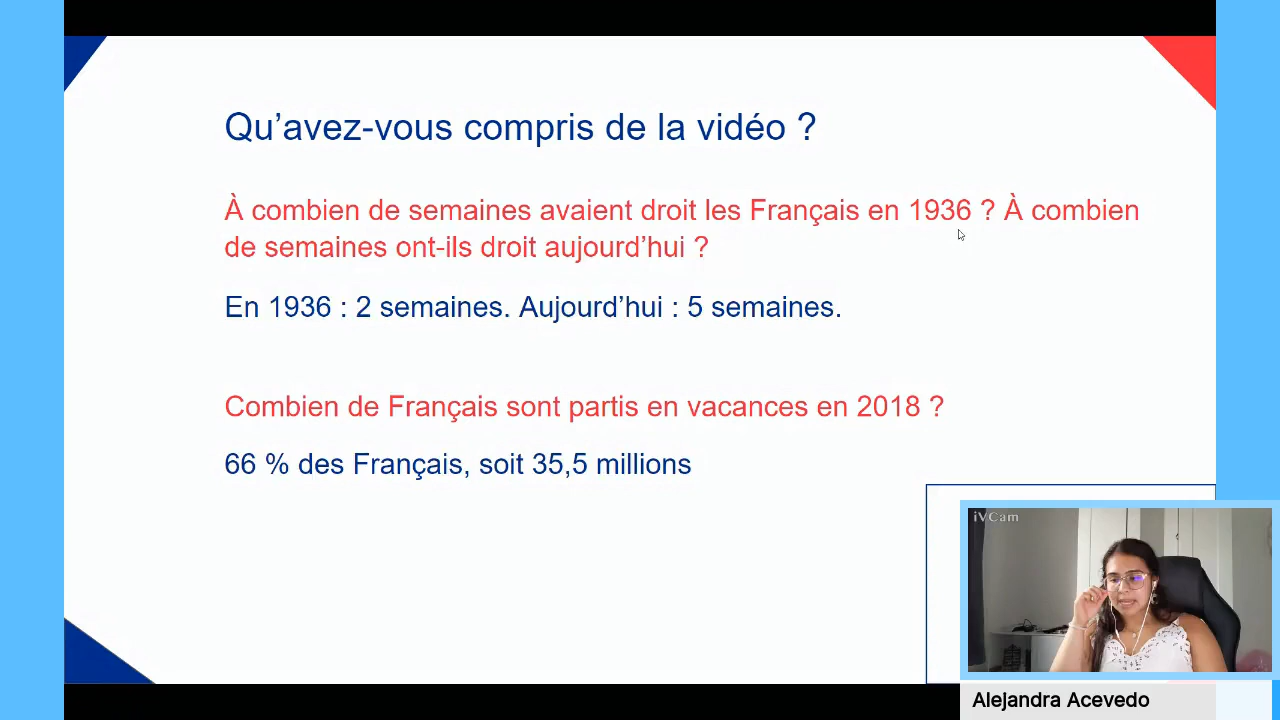 Qu’avez-vous compris de la vidéo ?
À combien de semaines avaient droit les Français en 1936 ? À combien
de semaines ont-ils droit aujourd’hui ?
En 1936 : 2 semaines. Aujourd’hui : 5 semaines.
Combien de Français sont partis en vacances en 2018 ?
66 % des Français, soit 35,5 millions
iVCam
Alejandra Acevedo